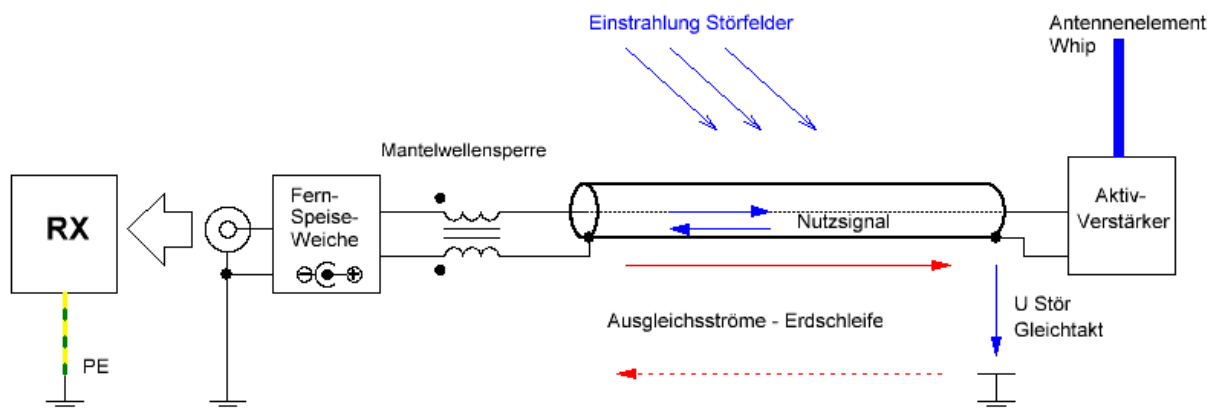 Einstrahlung Störfelder
Antennenelement
Whip
Mantelwellensperre
RX
Fern-
Speise-
Weiche
Nutzsignal
Aktiv-
Verstärker
Ausgleichsströme - Erdschleife
U Stör
Gleichtakt
PE